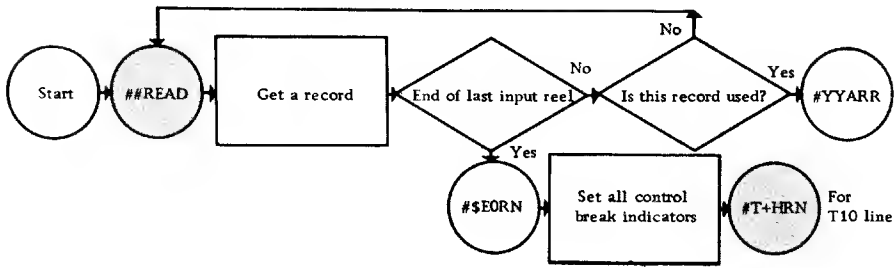 No
Start
##READ
Get a record
End of last input reel
No
Is this record used?
Yes
#YYARR
Yes
#$E0RN
Set all control
break indicators
#T+HRN
For
T10 line